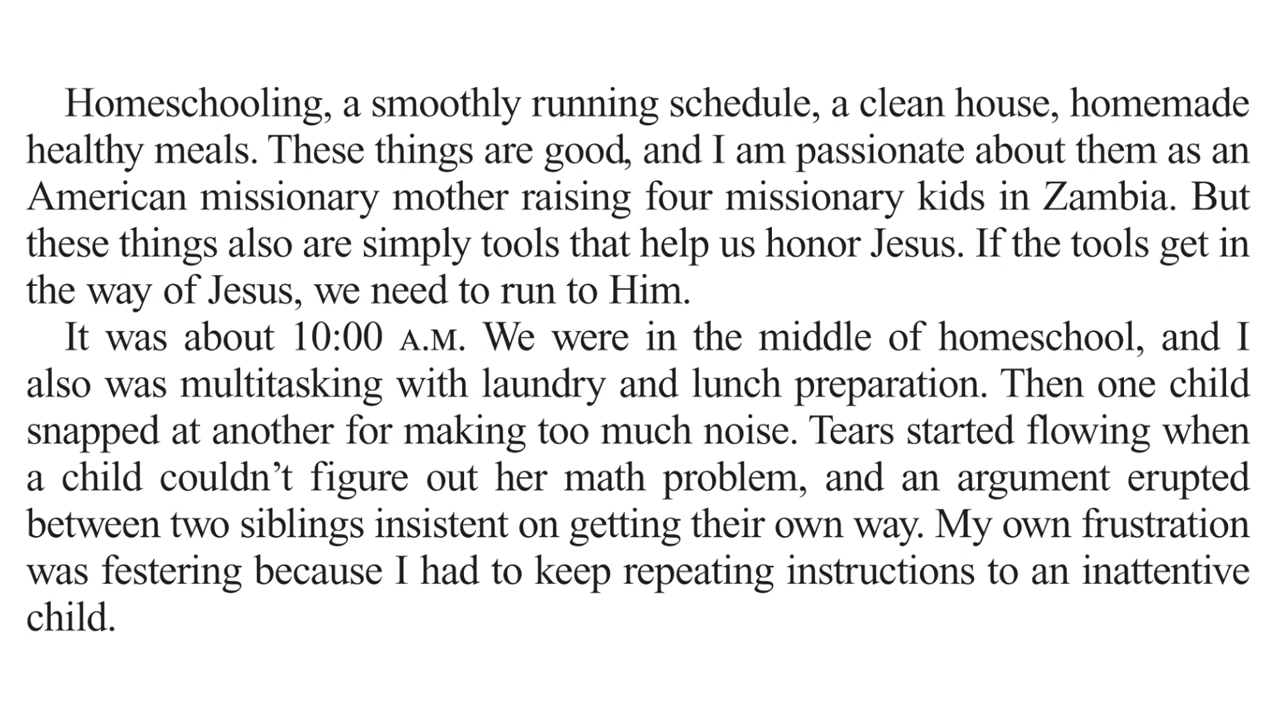 Homeschooling, a smoothly running schedule, a clean house, homemade
healthy meals. These things are good, and I am passionate about them as an
American missionary mother raising four missionary kids in Zambia. But
these things also are simply tools that help us honor Jesus. If the tools get in
the way of Jesus, we need to run to Him.
It was about 10:00 A.M. We were in the middle of homeschool, and I
also was multitasking with laundry and lunch preparation. Then one child
snapped at another for making too much noise. Tears started flowing when
a child couldn’t figure out her math problem, and an argument erupted
between two siblings insistent on getting their own way. My own frustration
was festering because I had to keep repeating instructions to an inattentive
child.